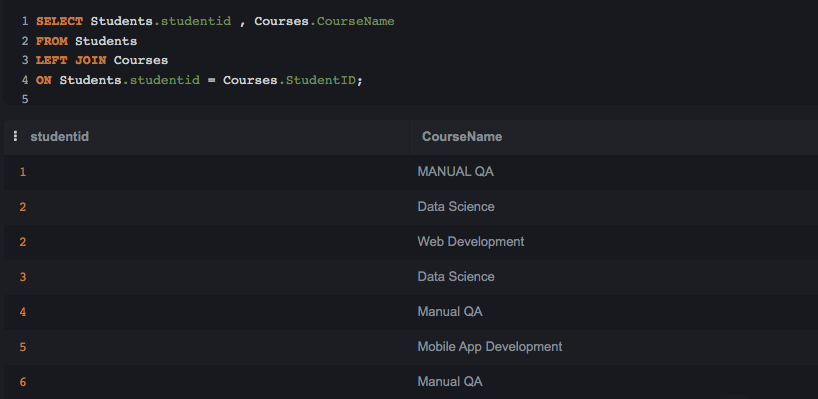 1 SELECT Students.studentid , Courses.CourseName
2 FROM Students
3 LEFT JOIN Courses
4 ON Students.studentid = Courses.StudentID;
5
studentid CourseName
1 MANUAL QA
2 Data Science
2 Web Development
3 Data Science
4 Manual QA
5 Mobile App Development
6 Manual QA